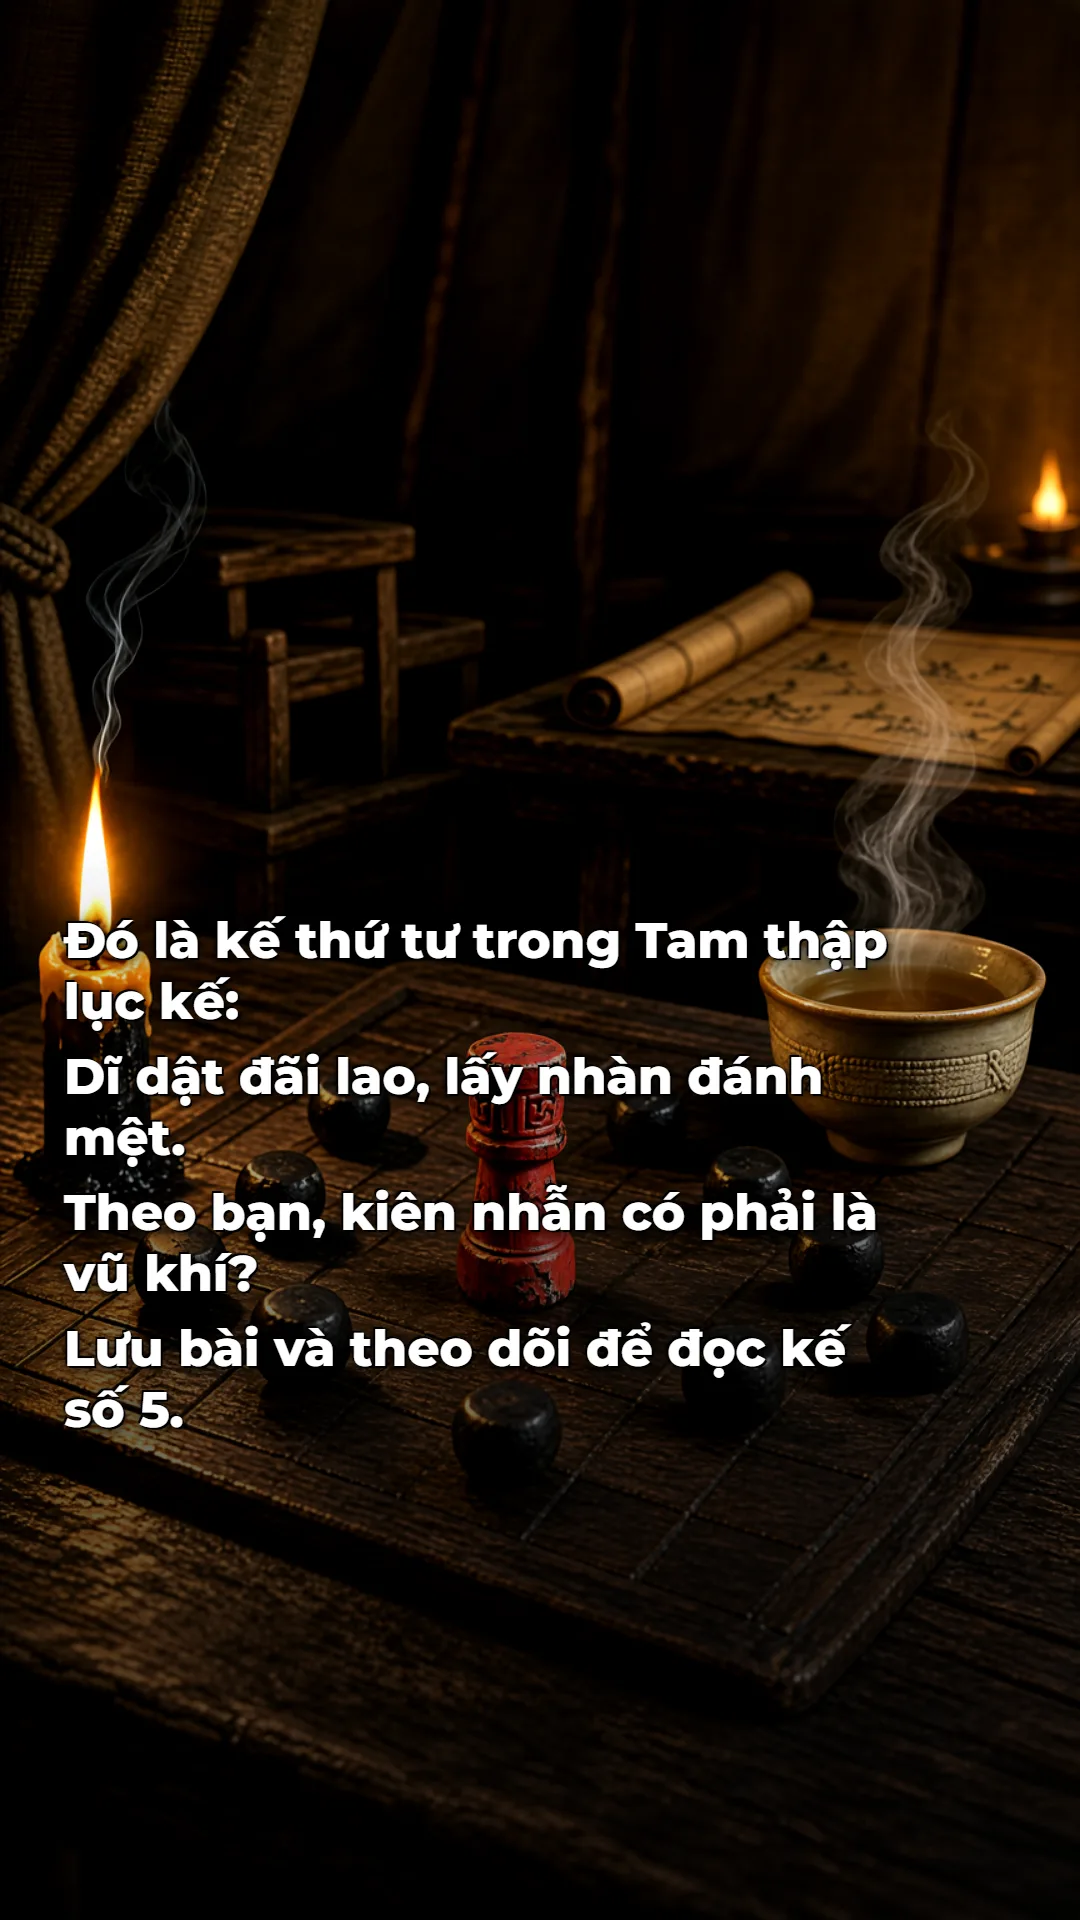 Đó là kế thứ tư trong Tam thập
lục kế:
Dĩ dật đãi lao, lấy nhàn đánh
mệt.
Theo bạn, kiên nhẫn có phải là
vũ khí?
Lưu bài và theo dõi để đọc kế
số 5.